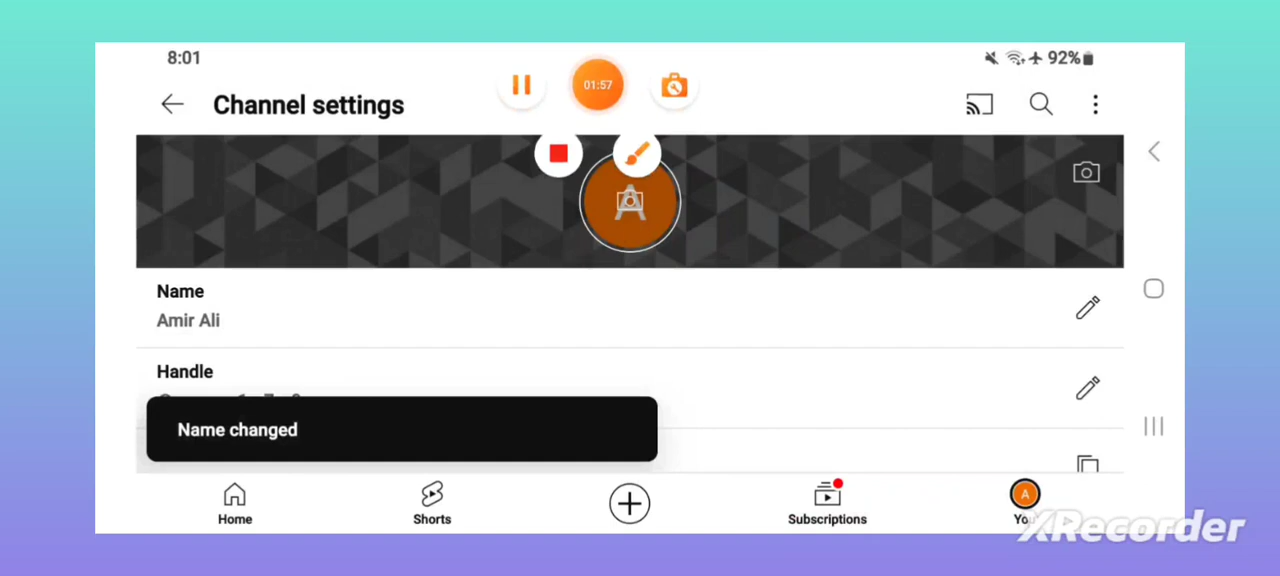 8:01
92%
01:57
Channel settings
Name
Amir Ali
Handle
Name changed
Home
Shorts
Subscriptions
A
You
XRecorder